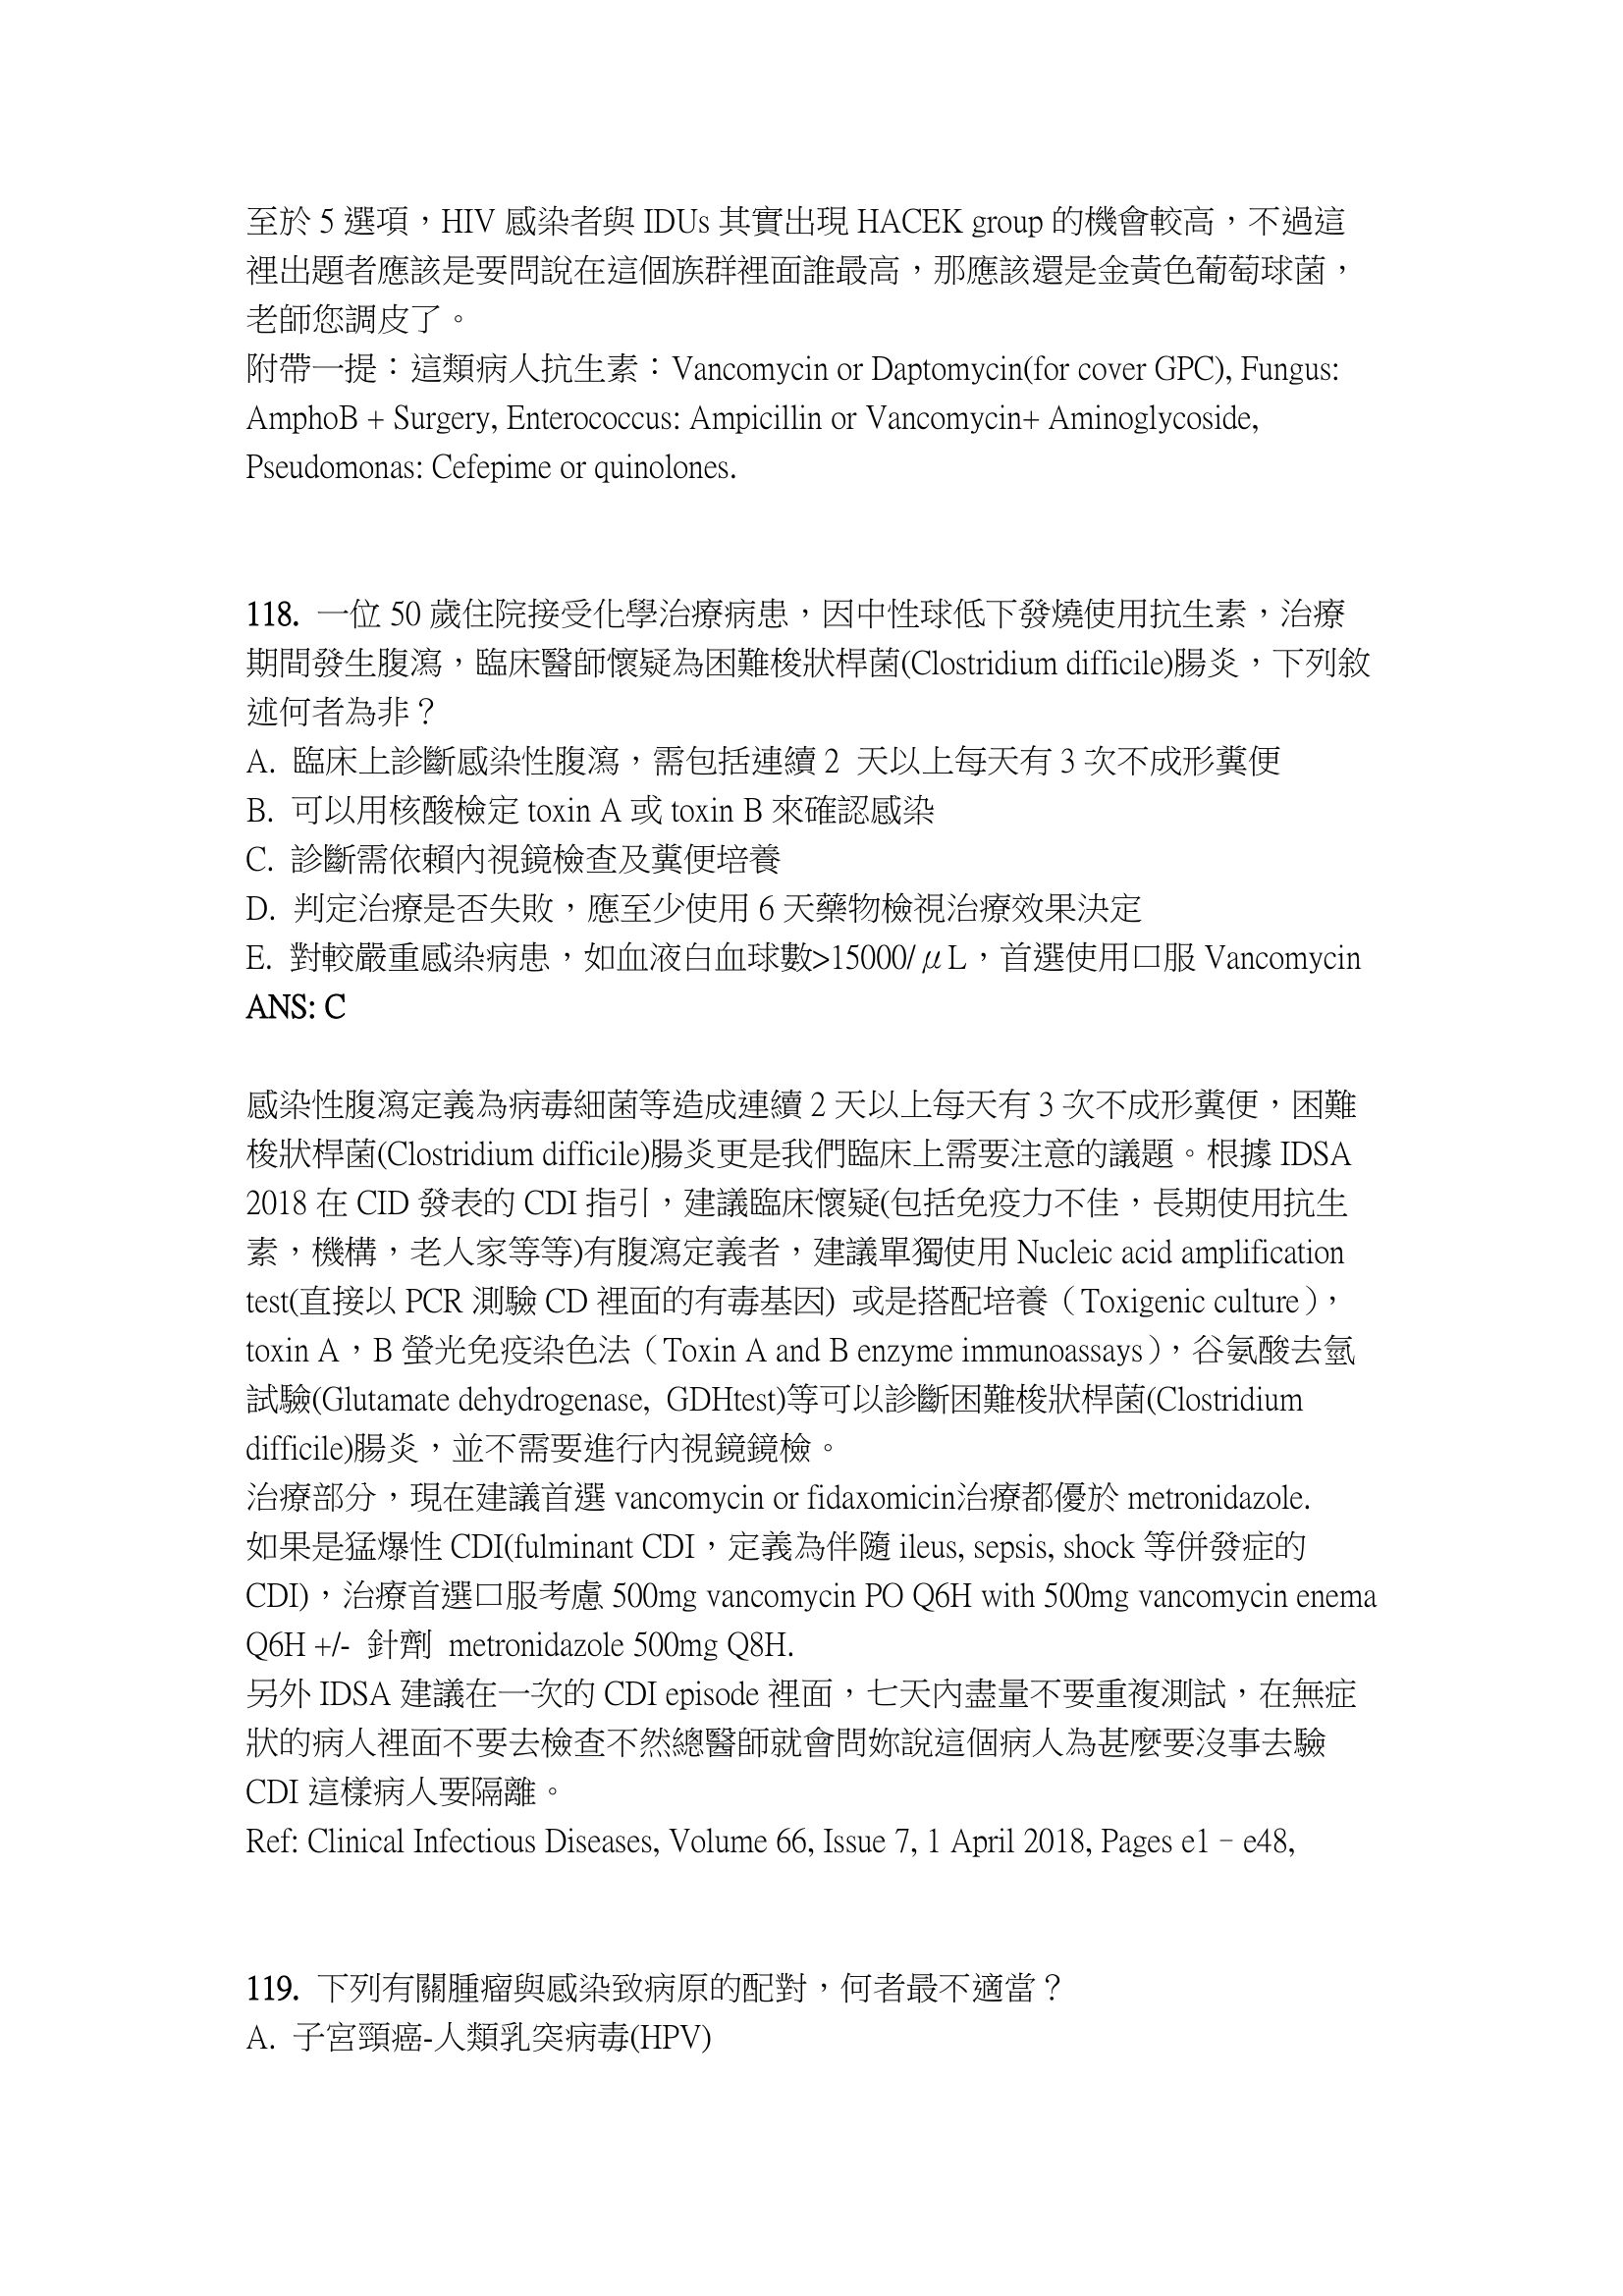 至於 5 選項，HIV 感染者與 IDUs 其實出現 HACEK group 的機會較高，不過這
裡出題者應該是要問說在這個族群裡面誰最高，那應該還是金黃色葡萄球菌，
老師您調皮了。
附帶一提：這類病人抗生素：Vancomycin or Daptomycin(for cover GPC), Fungus:
AmphoB + Surgery, Enterococcus: Ampicillin or Vancomycin+ Aminoglycoside,
Pseudomonas: Cefepime or quinolones.
118. 一位 50 歲住院接受化學治療病患，因中性球低下發燒使用抗生素，治療
期間發生腹瀉，臨床醫師懷疑為困難梭狀桿菌(Clostridium difficile)腸炎，下列敘
述何者為非？
A. 臨床上診斷感染性腹瀉，需包括連續 2 天以上每天有 3 次不成形糞便
B. 可以用核酸檢定 toxin A 或 toxin B 來確認感染
C. 診斷需依賴內視鏡檢查及糞便培養
D. 判定治療是否失敗，應至少使用 6 天藥物檢視治療效果決定
E. 對較嚴重感染病患，如血液白血球數>15000/μL，首選使用口服 Vancomycin
ANS: C
感染性腹瀉定義為病毒細菌等造成連續 2 天以上每天有 3 次不成形糞便，困難
梭狀桿菌(Clostridium difficile)腸炎更是我們臨床上需要注意的議題。根據 IDSA
2018 在 CID 發表的 CDI 指引，建議臨床懷疑(包括免疫力不佳，長期使用抗生
素，機構，老人家等等)有腹瀉定義者，建議單獨使用 Nucleic acid amplification
test(直接以 PCR 測驗 CD 裡面的有毒基因) 或是搭配培養（Toxigenic culture），
toxin A，B 螢光免疫染色法（Toxin A and B enzyme immunoassays），谷氨酸去氫
試驗(Glutamate dehydrogenase, GDHtest)等可以診斷困難梭狀桿菌(Clostridium
difficile)腸炎，並不需要進行內視鏡鏡檢。
治療部分，現在建議首選 vancomycin or fidaxomicin治療都優於 metronidazole.
如果是猛爆性 CDI(fulminant CDI，定義為伴隨 ileus, sepsis, shock 等併發症的
CDI)，治療首選口服考慮 500mg vancomycin PO Q6H with 500mg vancomycin enema
Q6H +/- 針劑 metronidazole 500mg Q8H.
另外 IDSA 建議在一次的 CDI episode 裡面，七天內盡量不要重複測試，在無症
狀的病人裡面不要去檢查不然總醫師就會問妳說這個病人為甚麼要沒事去驗
CDI 這樣病人要隔離。
Ref: Clinical Infectious Diseases, Volume 66, Issue 7, 1 April 2018, Pages e1–e48,
119. 下列有關腫瘤與感染致病原的配對，何者最不適當？
A. 子宮頸癌-人類乳突病毒(HPV)